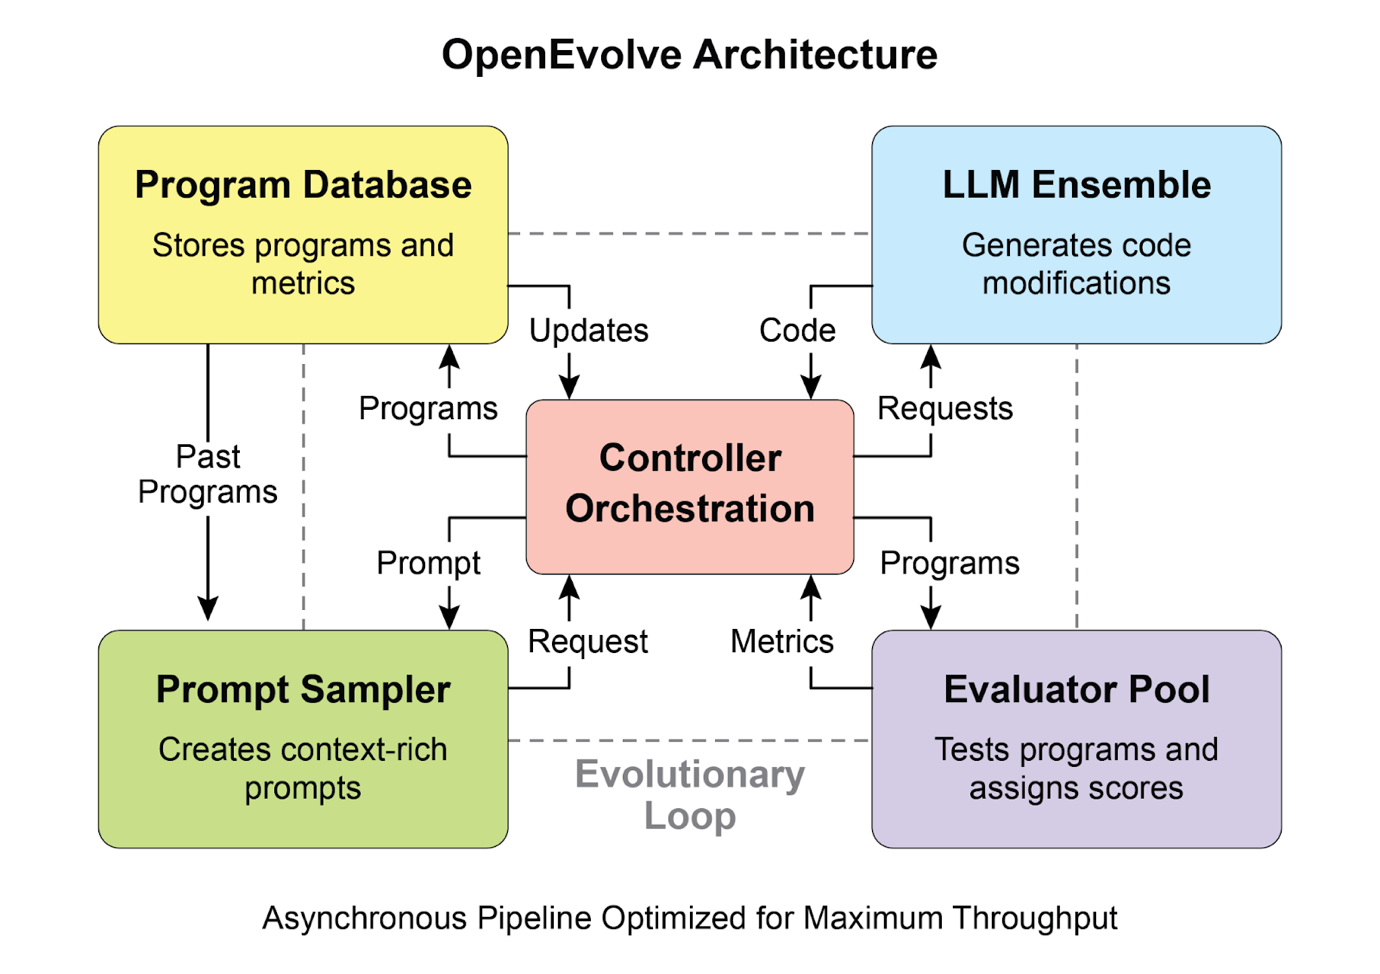 OpenEvolve Architecture
Program Database
Stores programs and
metrics
LLM Ensemble
Generates code
modifications
Updates
Code
Programs
Requests
Controller
Orchestration
Past
Programs
Prompt
Programs
Request
Metrics
Prompt Sampler
Creates context-rich
prompts
Evaluator Pool
Tests programs and
assigns scores
Evolutionary
Loop
Asynchronous Pipeline Optimized for Maximum Throughput